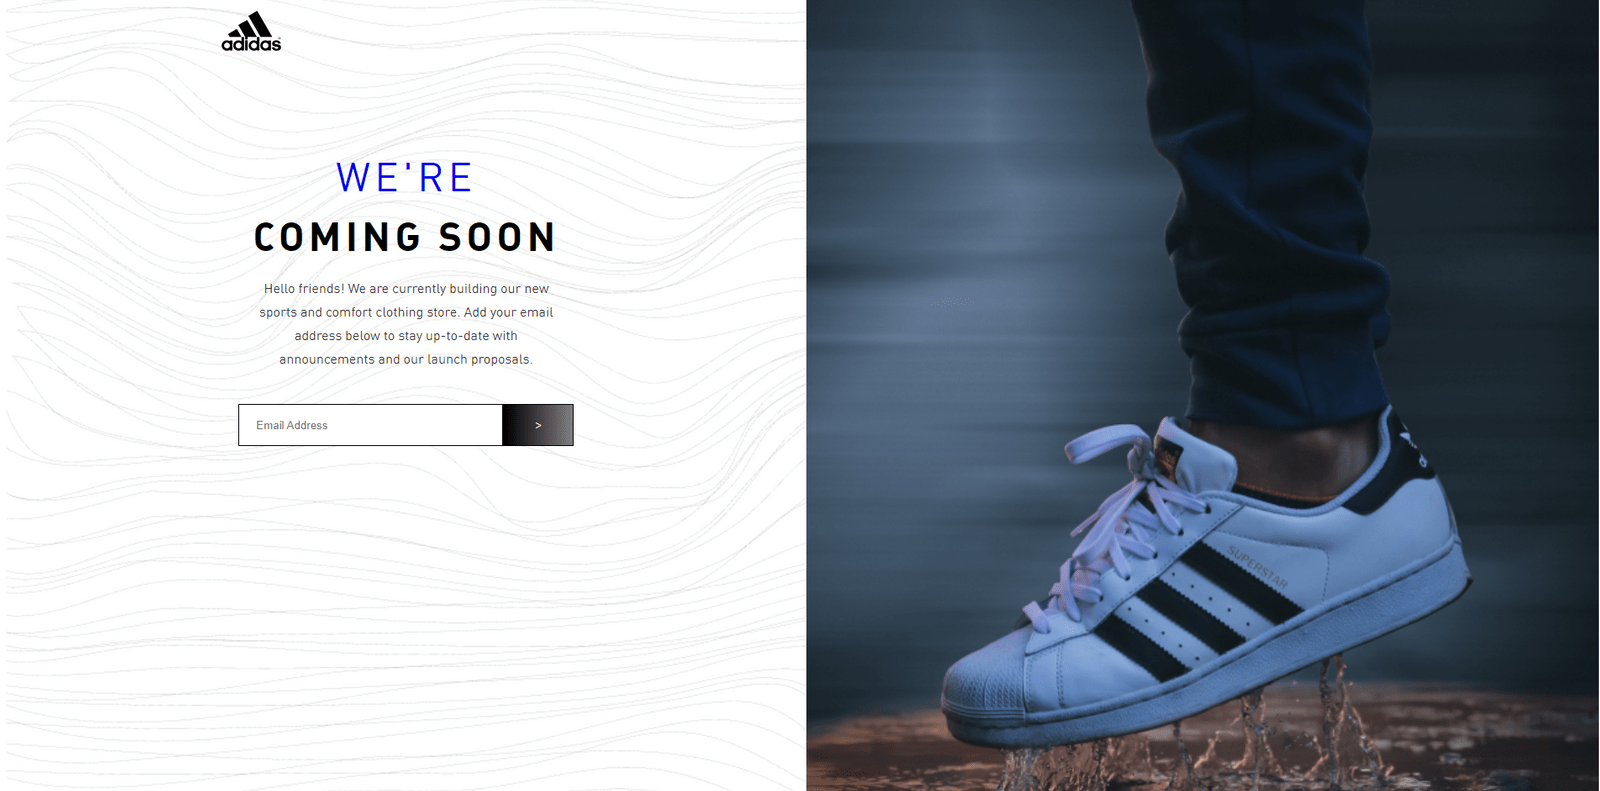 adidas
WE'RE
COMING SOON
Hello friends! We are currently building our new
sports and comfort clothing store. Add your email
address below to stay up-to-date with
announcements and our launch proposals.
Email Address
>
SUPERSTAR